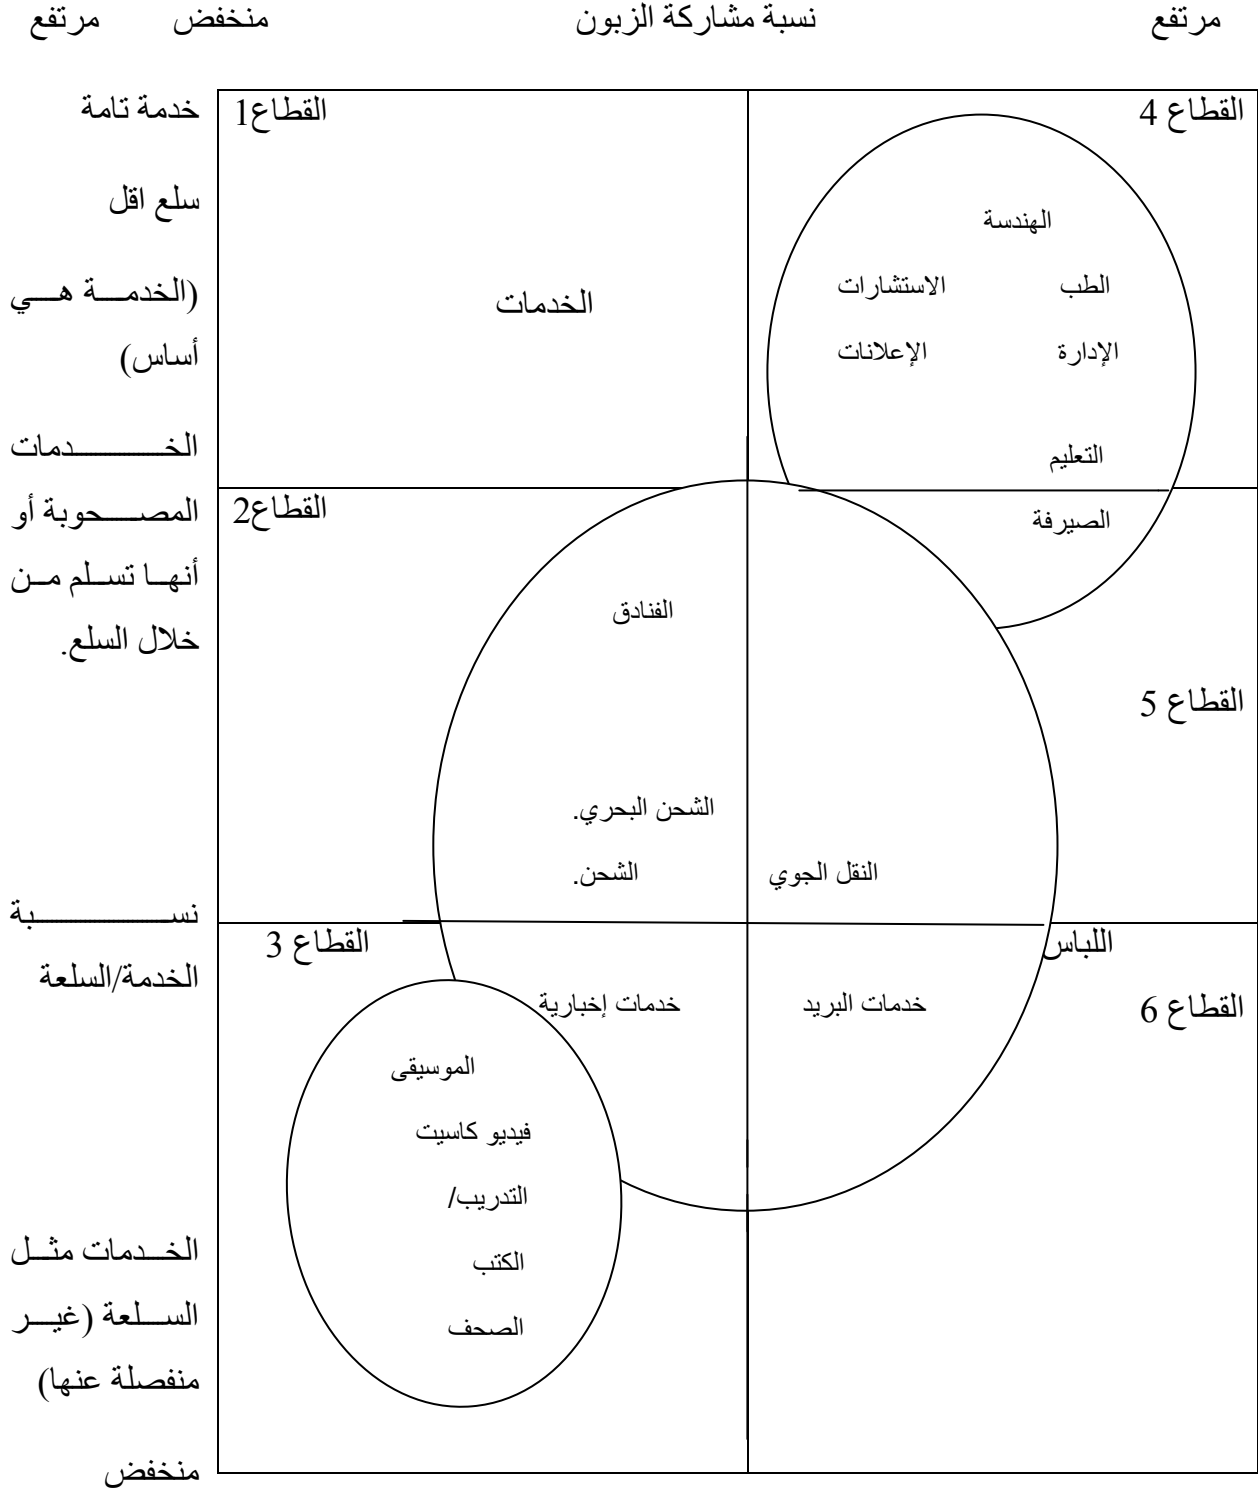 مرتفع نسبة مشاركة الزبون منخفض مرتفع
القطاع 4
القطاع1
خدمة تامة
سلع اقل
(الخدمة هي
أساس)
الهندسة
الطب الاستشارات
الإدارة الإعلانات
التعليم
الخدمات
الخدمات
المصحوبة أو
أنها تسلم من
خلال السلع.
القطاع2
الصيرفة
الفنادق
القطاع 5
الشحن البحري.
النقل الجوي
الشحن.
نسبة
الخدمة/السلعة
اللباس
القطاع 3
القطاع 6
خدمات البريد
خدمات إخبارية
الموسيقى
فيديو كاسيت
التدريب/
الكتب
الصحف
الخدمات مثل
السلعة (غير
منفصلة عنها)
منخفض